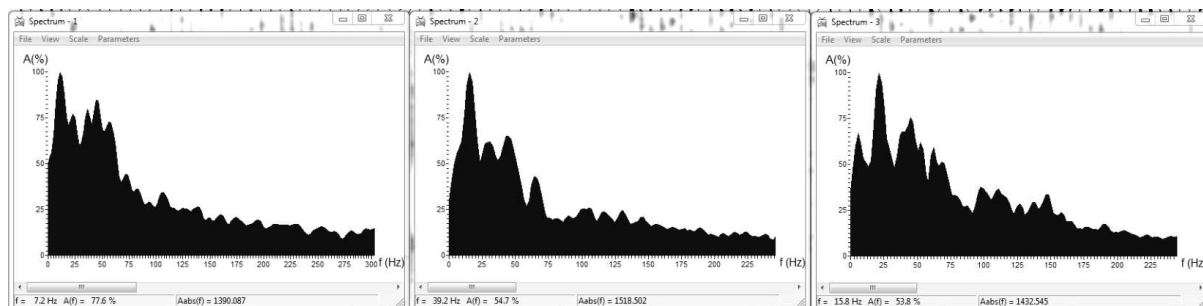 Spectrum - 1
File View Scale Parameters
A(%)
100
75
50
25
0
0 25 50 75 100 125 150 175 200 225 250 275 300 f (Hz)
f = 7.2 Hz A(f) = 77.6 % Aabs(f) = 1390.087
Spectrum - 2
File View Scale Parameters
A(%)
100
75
50
25
0
0 25 50 75 100 125 150 175 200 225 f (Hz)
f = 39.2 Hz A(f) = 54.7 % Aabs(f) = 1518.502
Spectrum - 3
File View Scale Parameters
A(%)
100
75
50
25
0
0 25 50 75 100 125 150 175 200 225 f (Hz)
f = 15.8 Hz A(f) = 53.8 % Aabs(f) = 1432.545